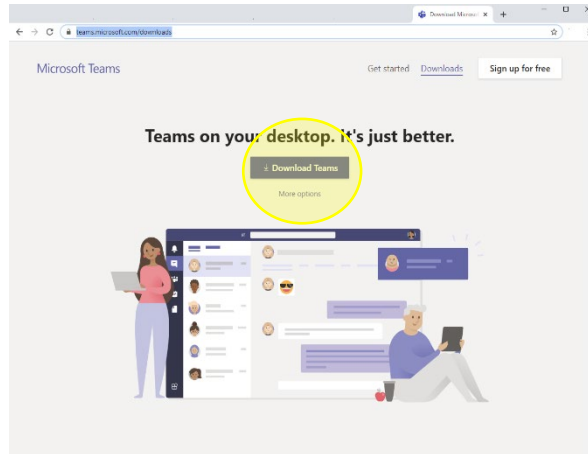 Download Micros
teams.microsoft.com/downloads
Microsoft Teams
Get started Downloads Sign up for free
Teams on your desktop. It's just better.
Download Teams
More options